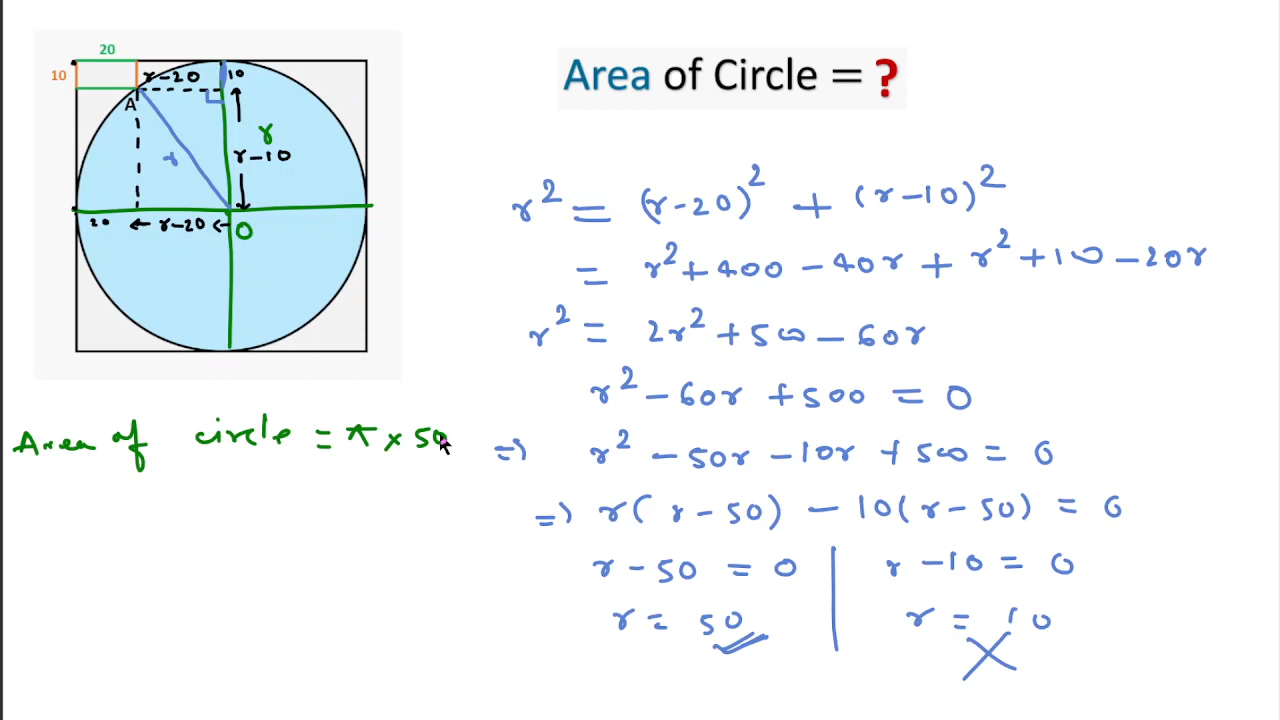 20
10
r-20
10
A
r
r
r-10
20
r-20
O
Area of Circle = ?
r² = (r-20)² + (r-10)²
= r²+400 -40r + r²+100 -20r
r² = 2r² +500 -60r
r² -60r +500 = 0
Area of circle = π × 50
=) r² -50r -10r +500 = 0
=) r( r-50) - 10( r-50) = 0
r-50 = 0
r-10 = 0
r = 50
r = 10